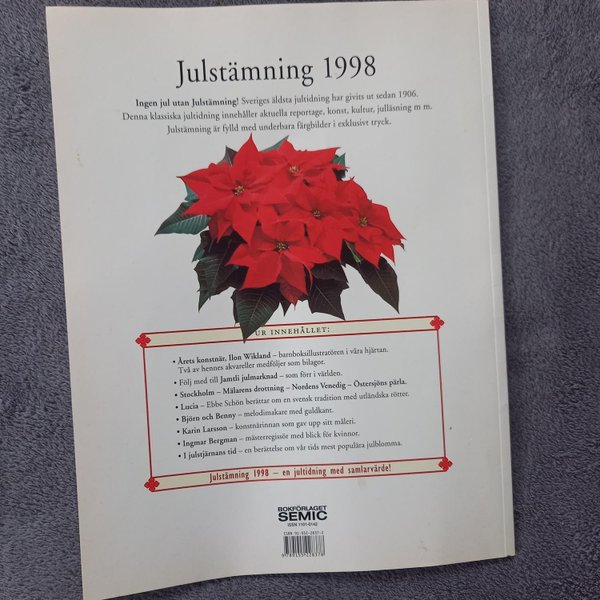 Julstämning 1998
Ingen jul utan Julstämning! Sveriges äldsta jultidning har givits ut sedan 1906.
Denna klassiska jultidning innehåller aktuella reportage, konst, kultur, julläsning m m.
Julstämning är fylld med underbara färgbilder i exklusivt tryck.
UR INNEHÅLLET:
• Årets konstnär, Ilon Wikland – barnboksillustratören i våra hjärtan.
Två av hennes akvareller medföljer som bilagor.
• Följ med till Jamtli julmarknad – som förr i världen.
• Stockholm – Mälarens drottning – Nordens Venedig – Östersjöns pärla.
• Lucia – Ebbe Schön berättar om en svensk tradition med utländska rötter.
• Björn och Benny – melodimakare med guldkant.
• Karin Larsson – konstnärinnan som gav upp sitt måleri.
• Ingmar Bergman – mästerregissör med blick för kvinnor.
• I julstjärnans tid – en berättelse om vår tids mest populära julblomma.
Julstämning 1998 – en jultidning med samlarvärde!
BOKFÖRLAGET
SEMIC
ISSN 1101-0142